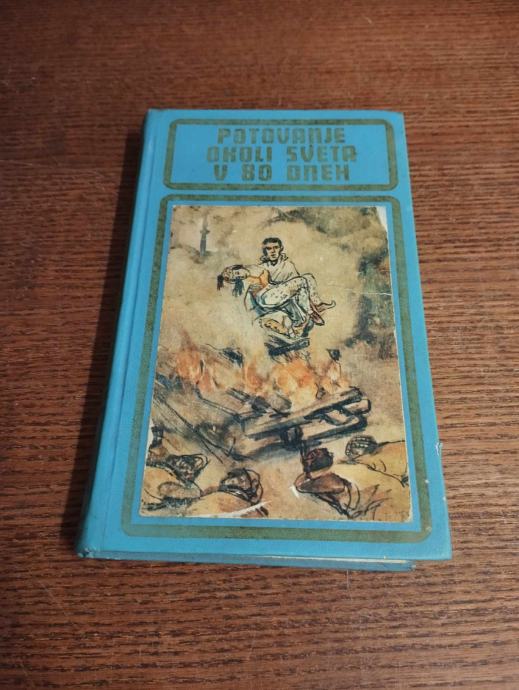 POTOVANJE
OKOLI SVETA
V 80 DNEH